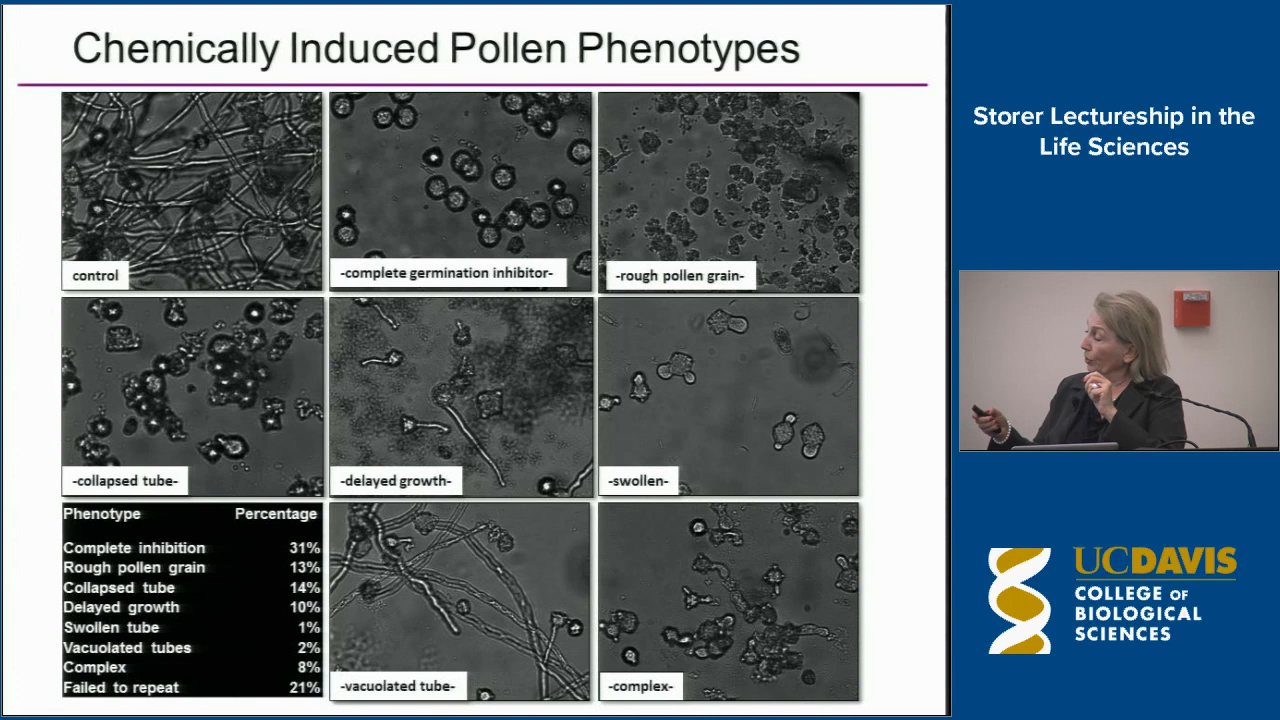 Chemically Induced Pollen Phenotypes
control
-complete germination inhibitor-
-rough pollen grain-
-collapsed tube-
-delayed growth-
-swollen-
Phenotype Percentage
Complete inhibition 31%
Rough pollen grain 13%
Collapsed tube 14%
Delayed growth 10%
Swollen tube 1%
Vacuolated tubes 2%
Complex 8%
Failed to repeat 21%
-vacuolated tube-
-complex-
Storer Lectureship in the
Life Sciences
UCDAVIS
COLLEGE OF
BIOLOGICAL
SCIENCES